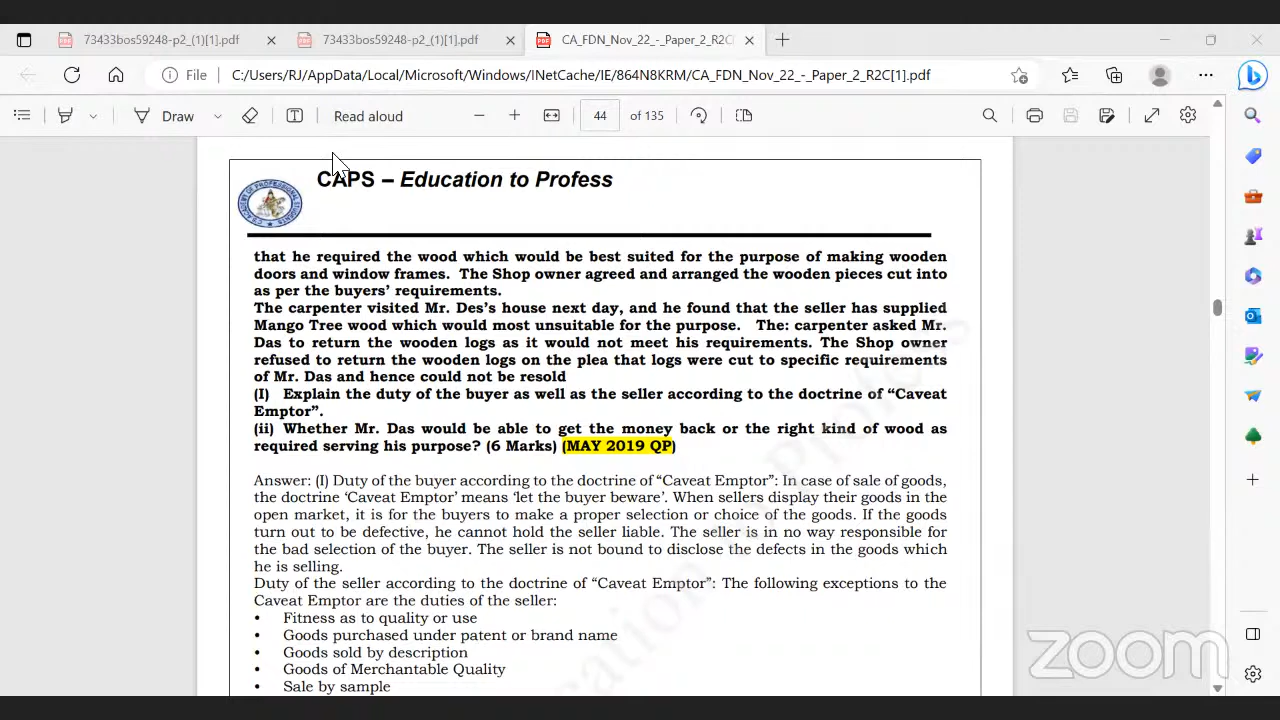 73433bos59248-p2_(1)[1].pdf
73433bos59248-p2_(1)[1].pdf
CA_FDN_Nov_22_-_Paper_2_R2C
File
C:/Users/RJ/AppData/Local/Microsoft/Windows/INetCache/IE/864N8KRM/CA_FDN_Nov_22_-_Paper_2_R2C[1].pdf
Draw
Read aloud
44
of 135
CAPS – Education to Profess
that he required the wood which would be best suited for the purpose of making wooden
doors and window frames. The Shop owner agreed and arranged the wooden pieces cut into
as per the buyers’ requirements.
The carpenter visited Mr. Des’s house next day, and he found that the seller has supplied
Mango Tree wood which would most unsuitable for the purpose. The: carpenter asked Mr.
Das to return the wooden logs as it would not meet his requirements. The Shop owner
refused to return the wooden logs on the plea that logs were cut to specific requirements
of Mr. Das and hence could not be resold
(I) Explain the duty of the buyer as well as the seller according to the doctrine of “Caveat
Emptor”.
(ii) Whether Mr. Das would be able to get the money back or the right kind of wood as
required serving his purpose? (6 Marks) (MAY 2019 QP)
Answer: (I) Duty of the buyer according to the doctrine of “Caveat Emptor”: In case of sale of goods,
the doctrine ‘Caveat Emptor’ means ‘let the buyer beware’. When sellers display their goods in the
open market, it is for the buyers to make a proper selection or choice of the goods. If the goods
turn out to be defective, he cannot hold the seller liable. The seller is in no way responsible for
the bad selection of the buyer. The seller is not bound to disclose the defects in the goods which
he is selling.
Duty of the seller according to the doctrine of “Caveat Emptor”: The following exceptions to the
Caveat Emptor are the duties of the seller:
• Fitness as to quality or use
• Goods purchased under patent or brand name
• Goods sold by description
• Goods of Merchantable Quality
• Sale by sample
zoom